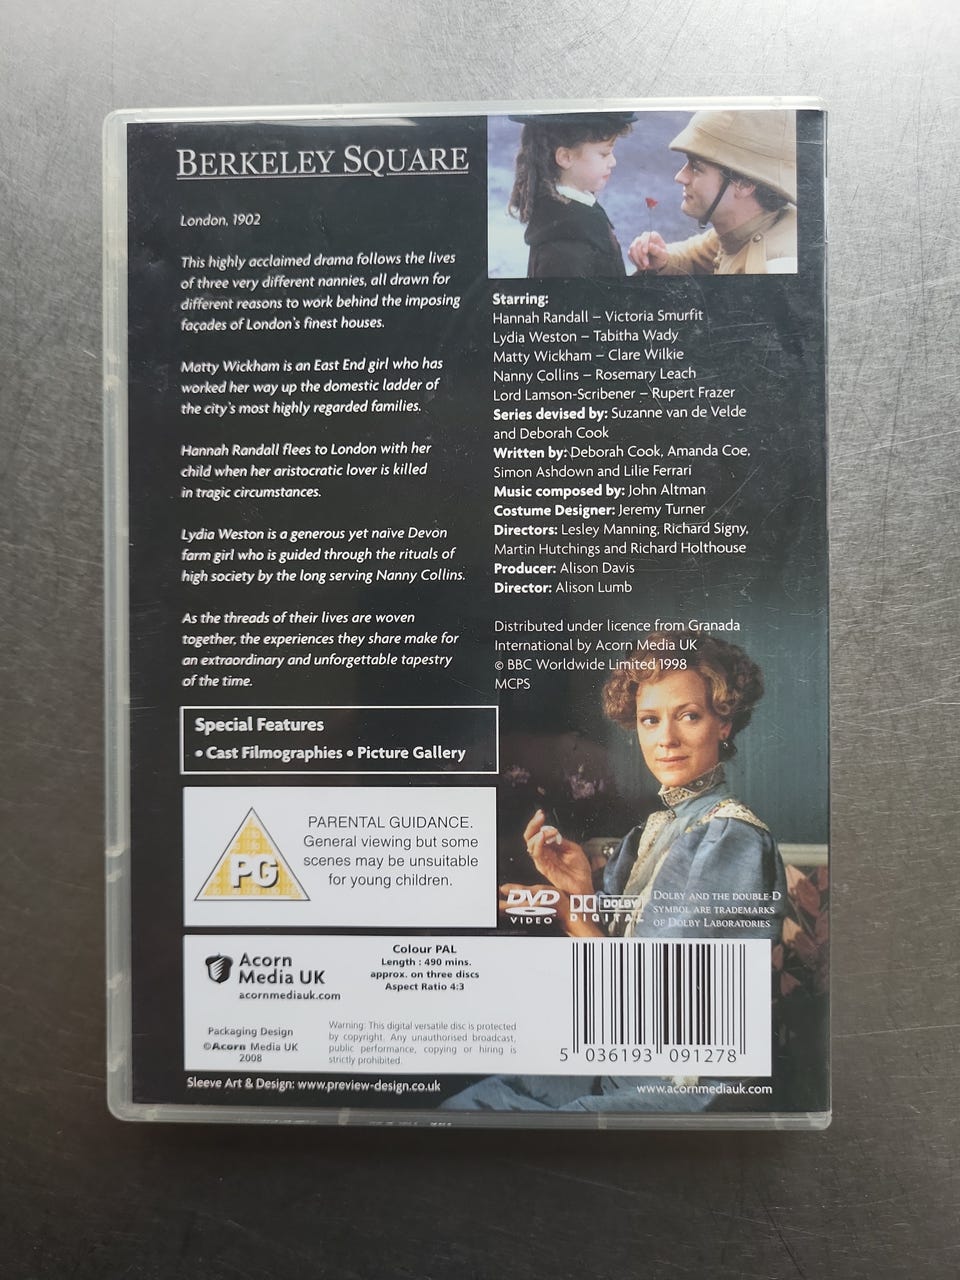 BERKELEY SQUARE
London, 1902
This highly acclaimed drama follows the lives
of three very different nannies, all drawn for
different reasons to work behind the imposing
façades of London's finest houses.
Matty Wickham is an East End girl who has
worked her way up the domestic ladder of
the city's most highly regarded families.
Hannah Randall flees to London with her
child when her aristocratic lover is killed
in tragic circumstances.
Lydia Weston is a generous yet naïve Devon
farm girl who is guided through the rituals of
high society by the long serving Nanny Collins.
As the threads of their lives are woven
together, the experiences they share make for
an extraordinary and unforgettable tapestry
of the time.
Starring:
Hannah Randall – Victoria Smurfit
Lydia Weston – Tabitha Wady
Matty Wickham – Clare Wilkie
Nanny Collins – Rosemary Leach
Lord Lamson-Scribener – Rupert Frazer
Series devised by: Suzanne van de Velde
and Deborah Cook
Written by: Deborah Cook, Amanda Coe,
Simon Ashdown and Lilie Ferrari
Music composed by: John Altman
Costume Designer: Jeremy Turner
Directors: Lesley Manning, Richard Signy,
Martin Hutchings and Richard Holthouse
Producer: Alison Davis
Director: Alison Lumb
Distributed under licence from Granada
International by Acorn Media UK
© BBC Worldwide Limited 1998
MCPS
Special Features
• Cast Filmographies • Picture Gallery
PG
PARENTAL GUIDANCE.
General viewing but some
scenes may be unsuitable
for young children.
DVD
VIDEO
DOLBY
DIGITAL
DOLBY AND THE DOUBLE-D
SYMBOL ARE TRADEMARKS
OF DOLBY LABORATORIES
Acorn
Media UK
acornmediauk.com
Colour PAL
Length : 490 mins.
approx. on three discs
Aspect Ratio 4:3
Packaging Design
©Acorn Media UK
2008
Warning: This digital versatile disc is protected
by copyright. Any unauthorised broadcast,
public performance, copying or hiring is
strictly prohibited.
5 036193 091278
Sleeve Art & Design: www.preview-design.co.uk
www.acornmediauk.com